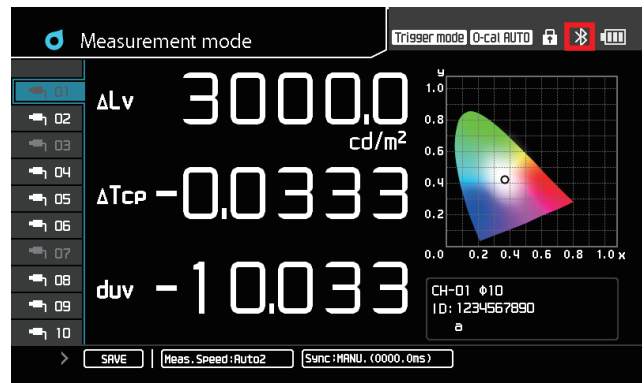 Measurement mode
Trigger mode 0-cal AUTO
01
02
03
04
05
06
07
08
09
10
ΔLv 3000.0
cd/m²
ΔTcp -0.0333
duv -10.033
y
1.0
0.8
0.6
0.4
0.2
0.0 0.2 0.4 0.6 0.8 1.0 x
CH-01 Φ10
ID: 1234567890
a
> SAVE Meas.Speed:Auto2 Sync:MANU.(0000.0ms)